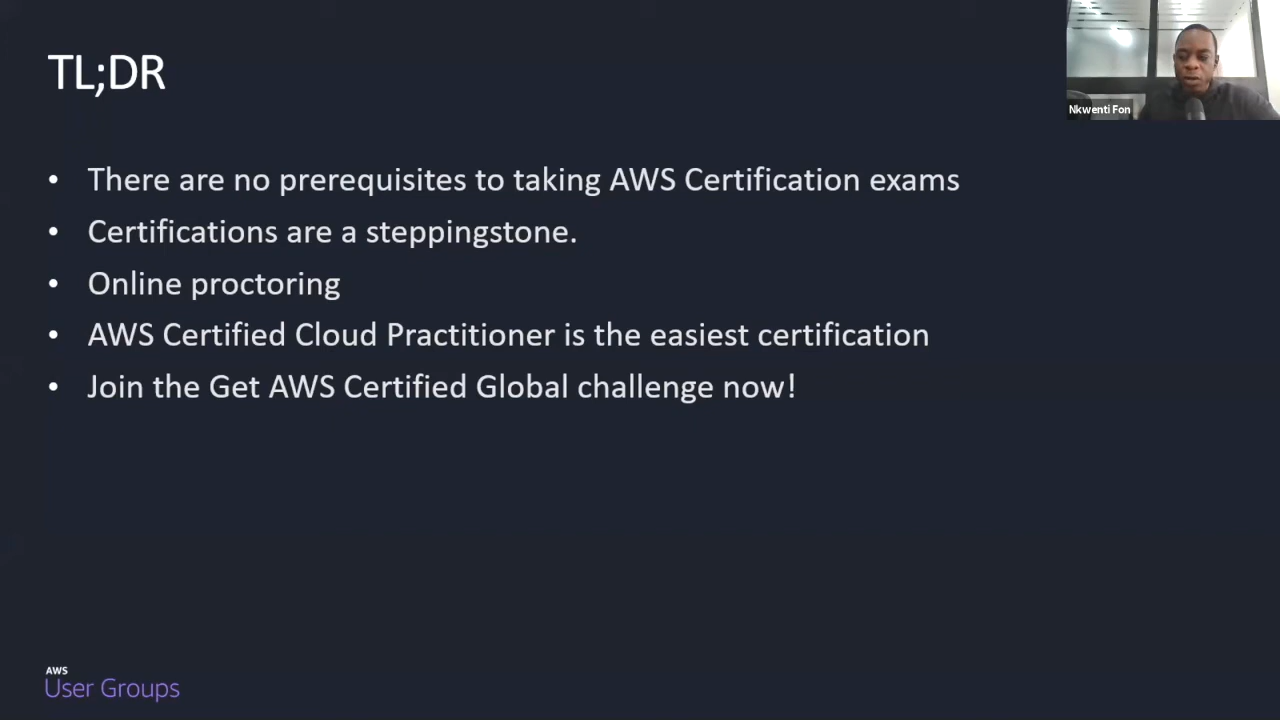 TL;DR
Nkwenti Fon
• There are no prerequisites to taking AWS Certification exams
• Certifications are a steppingstone.
• Online proctoring
• AWS Certified Cloud Practitioner is the easiest certification
• Join the Get AWS Certified Global challenge now!
AWS
User Groups